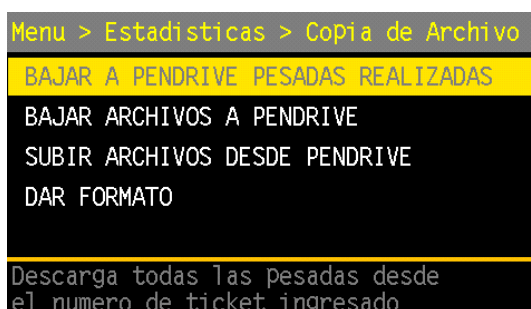 Menu > Estadisticas > Copia de Archivo
BAJAR A PENDRIVE PESADAS REALIZADAS
BAJAR ARCHIVOS A PENDRIVE
SUBIR ARCHIVOS DESDE PENDRIVE
DAR FORMATO
Descarga todas las pesadas desde
el numero de ticket ingresado